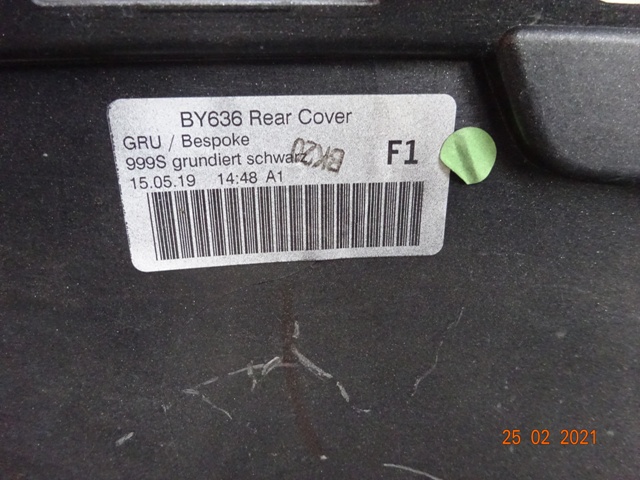 BY636 Rear Cover
GRU / Bespoke
999S grundiert schwarz
BK20
F1
15.05.19 14:48 A1
25 02 2021